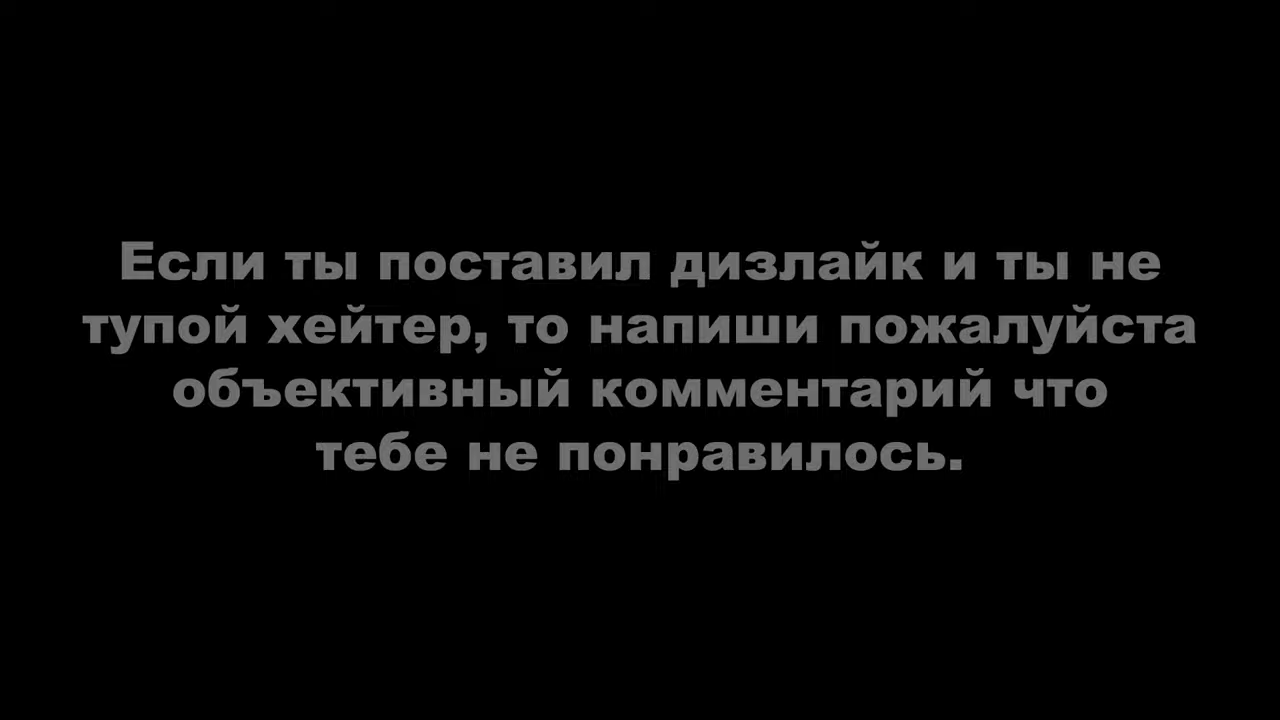 Если ты поставил дизлайк и ты не
тупой хейтер, то напиши пожалуйста
объективный комментарий что
тебе не понравилось.